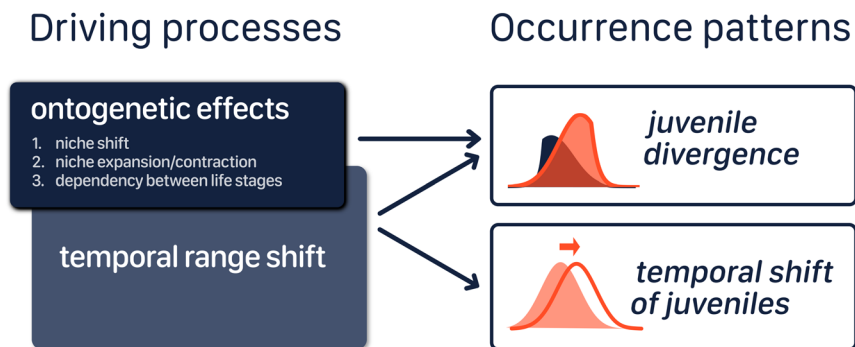 Driving processes
Occurrence patterns
ontogenetic effects
1. niche shift
2. niche expansion/contraction
3. dependency between life stages
temporal range shift
juvenile
divergence
temporal shift
of juveniles